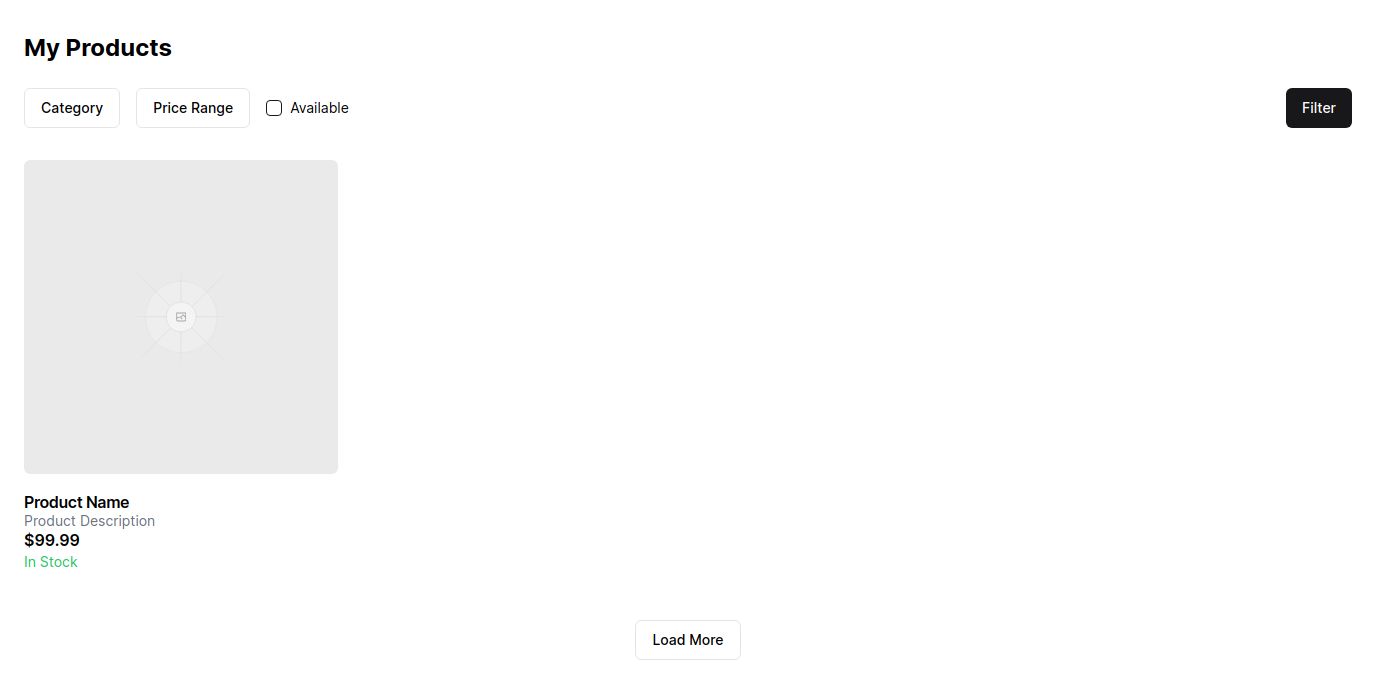 My Products
Category Price Range Available Filter
Product Name
Product Description
$99.99
In Stock
Load More